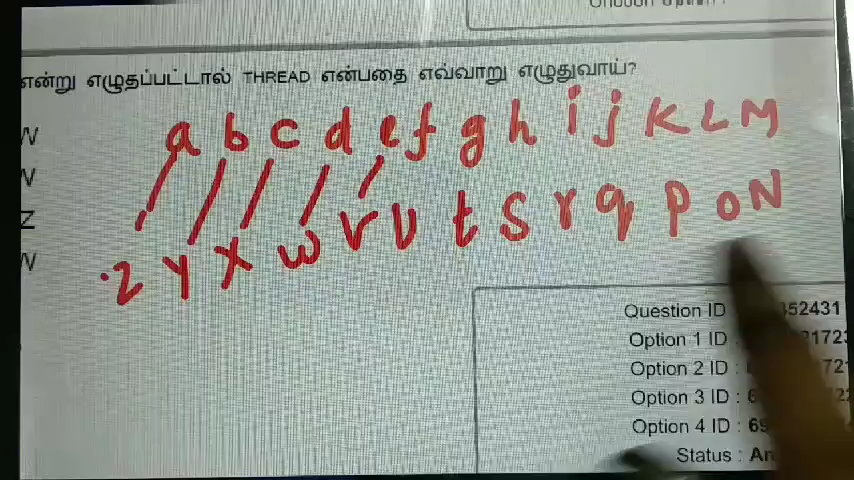 என்று எழுதப்பட்டால் THREAD என்பதை எவ்வாறு எழுதுவாய்?
a b c d e f g h i j K L M
Z Y X W V U t S r q P O N
Question ID 352431
Option 1 ID
Option 2 ID :
Option 3 ID :
Option 4 ID :
Status :